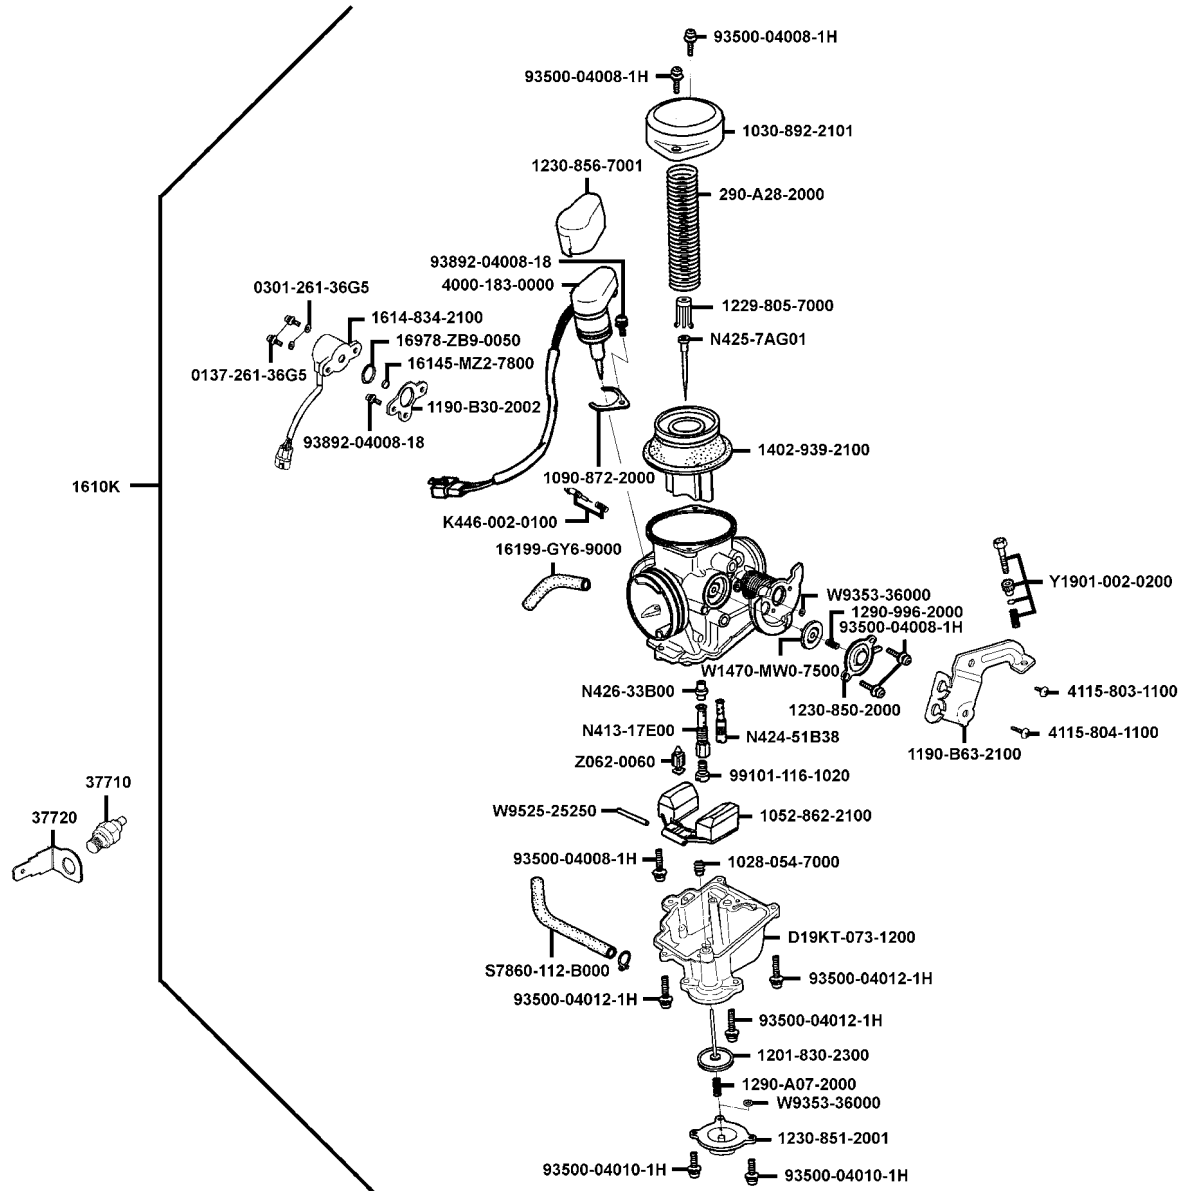 93500-04008-1H
93500-04008-1H
1030-892-2101
1230-856-7001
290-A28-2000
93892-04008-18
4000-183-0000
0301-261-36G5
1229-805-7000
1614-834-2100
16978-ZB9-0050
N425-7AG01
16145-MZ2-7800
0137-261-36G5
1190-B30-2002
93892-04008-18
1402-939-2100
1090-872-2000
1610K
K446-002-0100
16199-GY6-9000
Y1901-002-0200
W9353-36000
1290-996-2000
93500-04008-1H
W1470-MW0-7500
N426-33B00
4115-803-1100
1230-850-2000
N413-17E00
N424-51B38
4115-804-1100
1190-B63-2100
Z062-0060
99101-116-1020
37710
W9525-25250
1052-862-2100
37720
93500-04008-1H
1028-054-7000
D19KT-073-1200
S7860-112-B000
93500-04012-1H
93500-04012-1H
93500-04012-1H
1201-830-2300
1290-A07-2000
W9353-36000
1230-851-2001
93500-04010-1H
93500-04010-1H